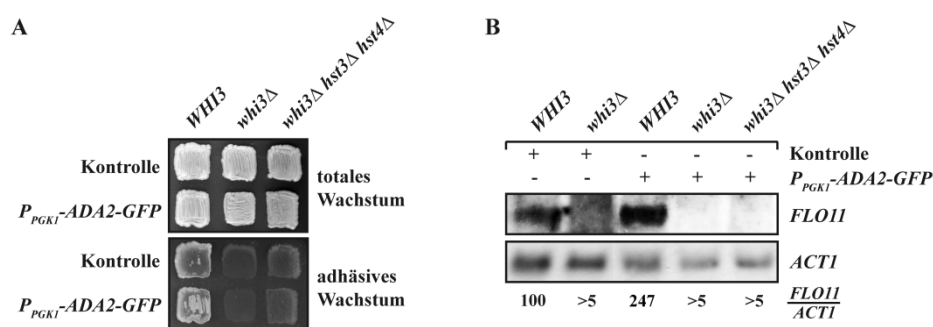 A
WHI3
whi3Δ
whi3Δ hst3Δ hst4Δ
Kontrolle
P_PGK1-ADA2-GFP
totales
Wachstum
Kontrolle
P_PGK1-ADA2-GFP
adhäsives
Wachstum
B
WHI3
whi3Δ
WHI3
whi3Δ
whi3Δ hst3Δ hst4Δ
+ + - - - Kontrolle
- - + + + P_PGK1-ADA2-GFP
FLO11
ACT1
100 >5 247 >5 >5
FLO11
ACT1